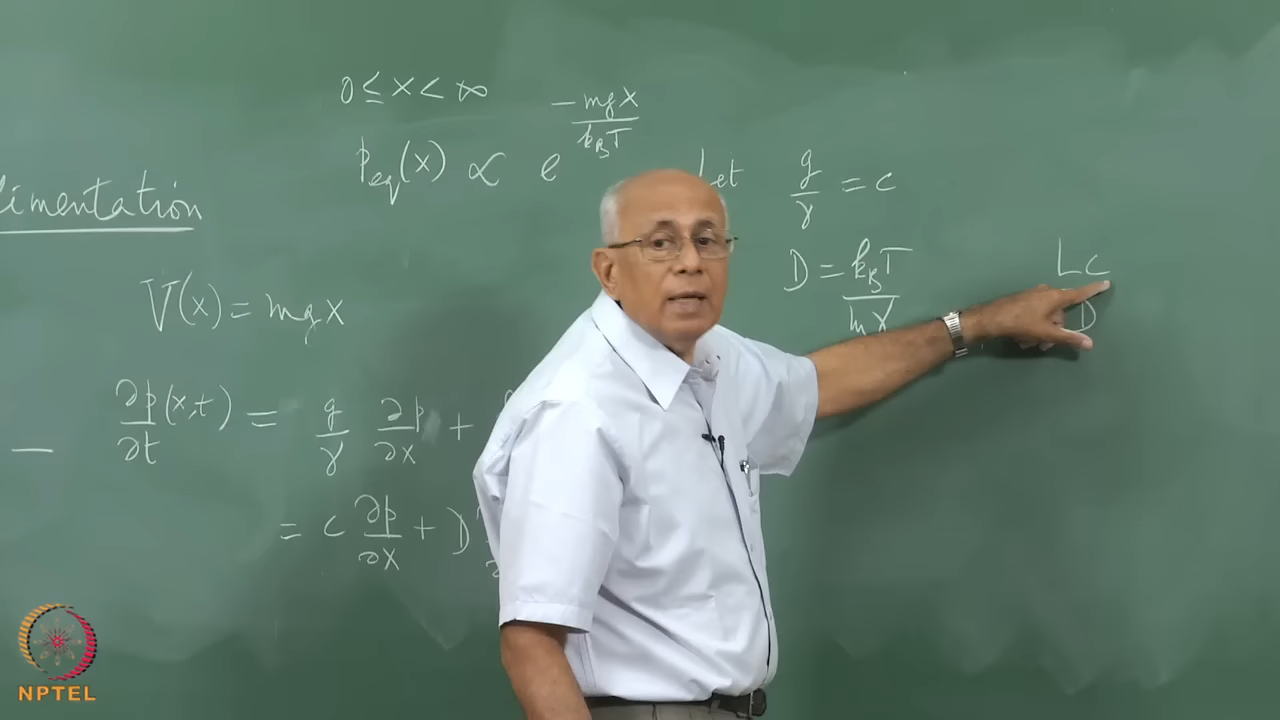 0 ≤ x < ∞
p_eq(x) ∝ e^{-mgx / k_BT}
limentation
V(x) = mgx
∂p(x,t)/∂t = g/γ ∂p/∂x +
= c ∂p/∂x + D
Let g/γ = c
D = k_BT / mγ
Lc / D
NPTEL